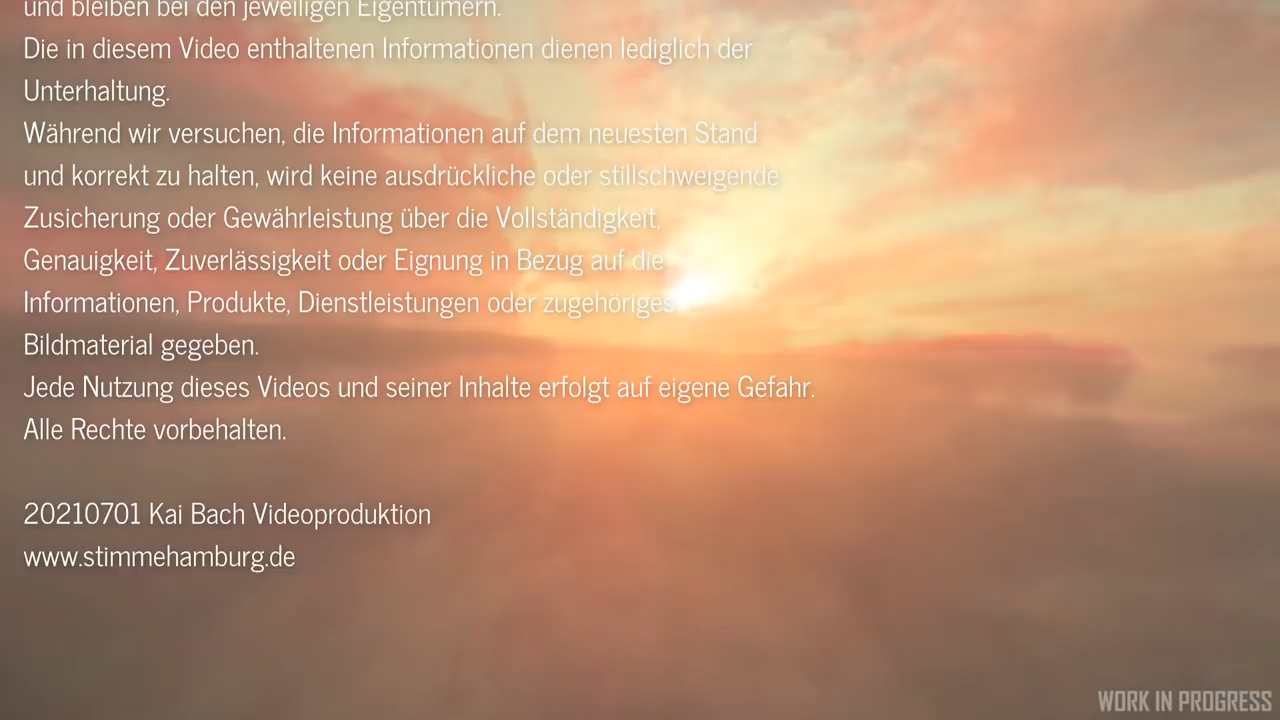 und bleiben bei den jeweiligen Eigentümern.
Die in diesem Video enthaltenen Informationen dienen lediglich der
Unterhaltung.
Während wir versuchen, die Informationen auf dem neuesten Stand
und korrekt zu halten, wird keine ausdrückliche oder stillschweigende
Zusicherung oder Gewährleistung über die Vollständigkeit,
Genauigkeit, Zuverlässigkeit oder Eignung in Bezug auf die
Informationen, Produkte, Dienstleistungen oder zugehöriges
Bildmaterial gegeben.
Jede Nutzung dieses Videos und seiner Inhalte erfolgt auf eigene Gefahr.
Alle Rechte vorbehalten.
20210701 Kai Bach Videoproduktion
www.stimmehamburg.de
WORK IN PROGRESS